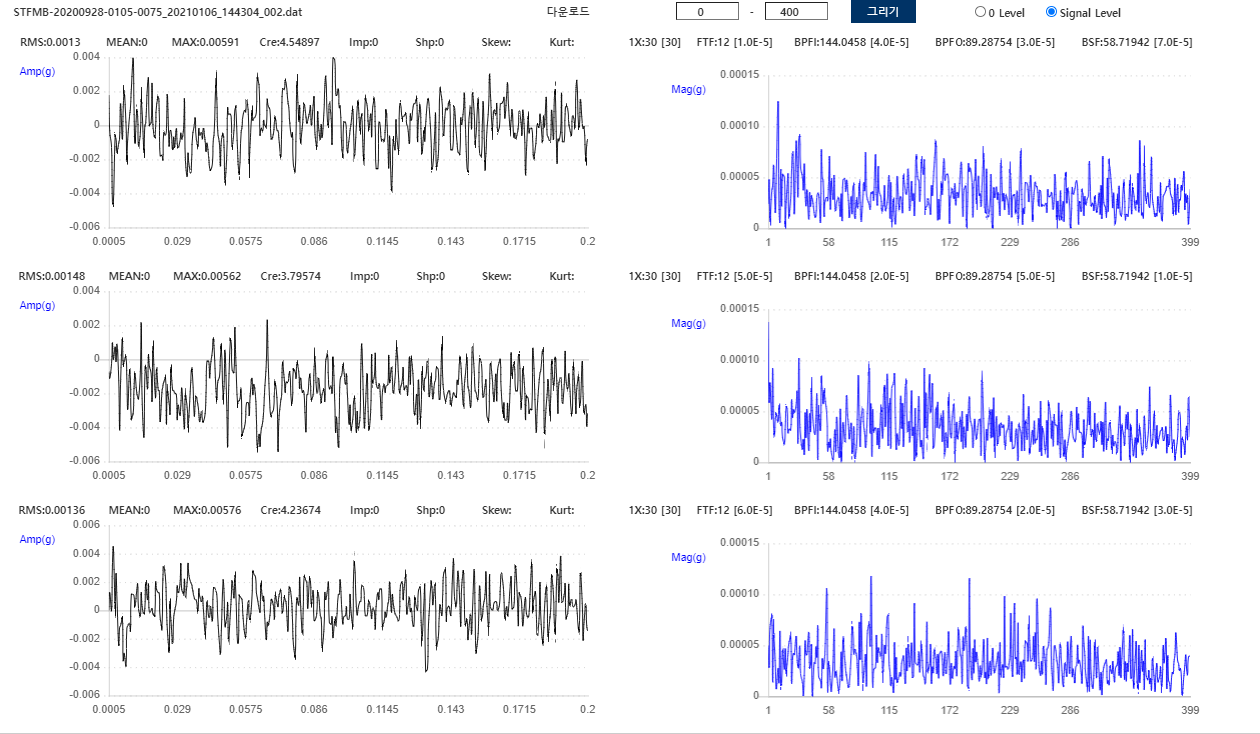 STFMB-20200928-0105-0075_20210106_144304_002.dat 다운로드 0 - 400 그리기 0 Level Signal Level
RMS:0.0013 MEAN:0 MAX:0.00591 Cre:4.54897 Imp:0 Shp:0 Skew: Kurt: 1X:30 [30] FTF:12 [1.0E-5] BPFI:144.0458 [4.0E-5] BPFO:89.28754 [3.0E-5] BSF:58.71942 [7.0E-5]
Amp(g)
0.004
0.002
0
-0.002
-0.004
-0.006
0.0005 0.029 0.0575 0.086 0.1145 0.143 0.1715 0.2
Mag(g)
0.00015
0.00010
0.00005
0
1 58 115 172 229 286 399
RMS:0.00148 MEAN:0 MAX:0.00562 Cre:3.79574 Imp:0 Shp:0 Skew: Kurt: 1X:30 [30] FTF:12 [5.0E-5] BPFI:144.0458 [2.0E-5] BPFO:89.28754 [5.0E-5] BSF:58.71942 [1.0E-5]
Amp(g)
0.004
0.002
0
-0.002
-0.004
-0.006
0.0005 0.029 0.0575 0.086 0.1145 0.143 0.1715 0.2
Mag(g)
0.00015
0.00010
0.00005
0
1 58 115 172 229 286 399
RMS:0.00136 MEAN:0 MAX:0.00576 Cre:4.23674 Imp:0 Shp:0 Skew: Kurt: 1X:30 [30] FTF:12 [6.0E-5] BPFI:144.0458 [4.0E-5] BPFO:89.28754 [2.0E-5] BSF:58.71942 [3.0E-5]
Amp(g)
0.006
0.004
0.002
0
-0.002
-0.004
-0.006
0.0005 0.029 0.0575 0.086 0.1145 0.143 0.1715 0.2
Mag(g)
0.00015
0.00010
0.00005
0
1 58 115 172 229 286 399